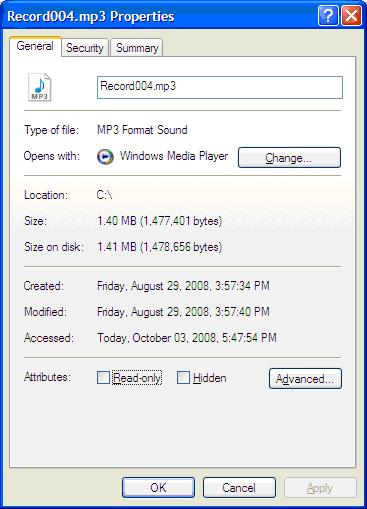 Record004.mp3 Properties
General Security Summary
MP3
Record004.mp3
Type of file: MP3 Format Sound
Opens with: Windows Media Player Change...
Location: C:\
Size: 1.40 MB (1,477,401 bytes)
Size on disk: 1.41 MB (1,478,656 bytes)
Created: Friday, August 29, 2008, 3:57:34 PM
Modified: Friday, August 29, 2008, 3:57:40 PM
Accessed: Today, October 03, 2008, 5:47:54 PM
Attributes: Read-only Hidden Advanced...
OK Cancel Apply